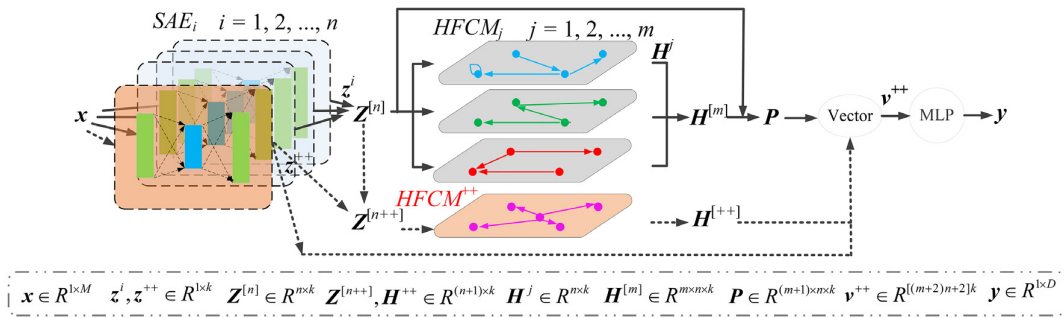 SAE_i i = 1, 2, ..., n
HFCM_j j = 1, 2, ..., m
H^j
z^i
x
Z^[n]
H^[m]
P
Vector
v^++
MLP
y
z^++
HFCM^++
Z^[n++]
H^[++]
x ∈ R^{1×M} z^i, z^++ ∈ R^{1×k} Z^[n] ∈ R^{n×k} Z^[n++], H^++ ∈ R^{(n+1)×k} H^j ∈ R^{n×k} H^[m] ∈ R^{m×n×k} P ∈ R^{(m+1)×n×k} v^++ ∈ R^{[(m+2)n+2]k} y ∈ R^{1×D}